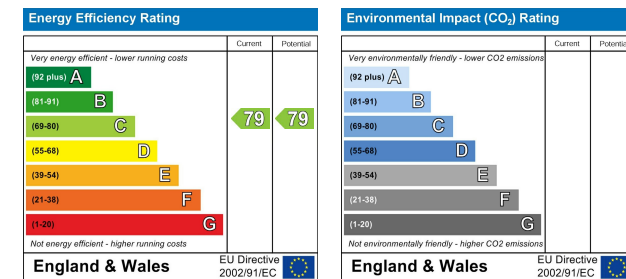 Energy Efficiency Rating
Current Potential
Very energy efficient - lower running costs
(92 plus) A
(81-91) B
(69-80) C
79 79
(55-68) D
(39-54) E
(21-38) F
(1-20) G
Not energy efficient - higher running costs
England & Wales
EU Directive
2002/91/EC
Environmental Impact (CO₂) Rating
Current Potential
Very environmentally friendly - lower CO2 emissions
(92 plus) A
(81-91) B
(69-80) C
(55-68) D
(39-54) E
(21-38) F
(1-20) G
Not environmentally friendly - higher CO2 emissions
England & Wales
EU Directive
2002/91/EC